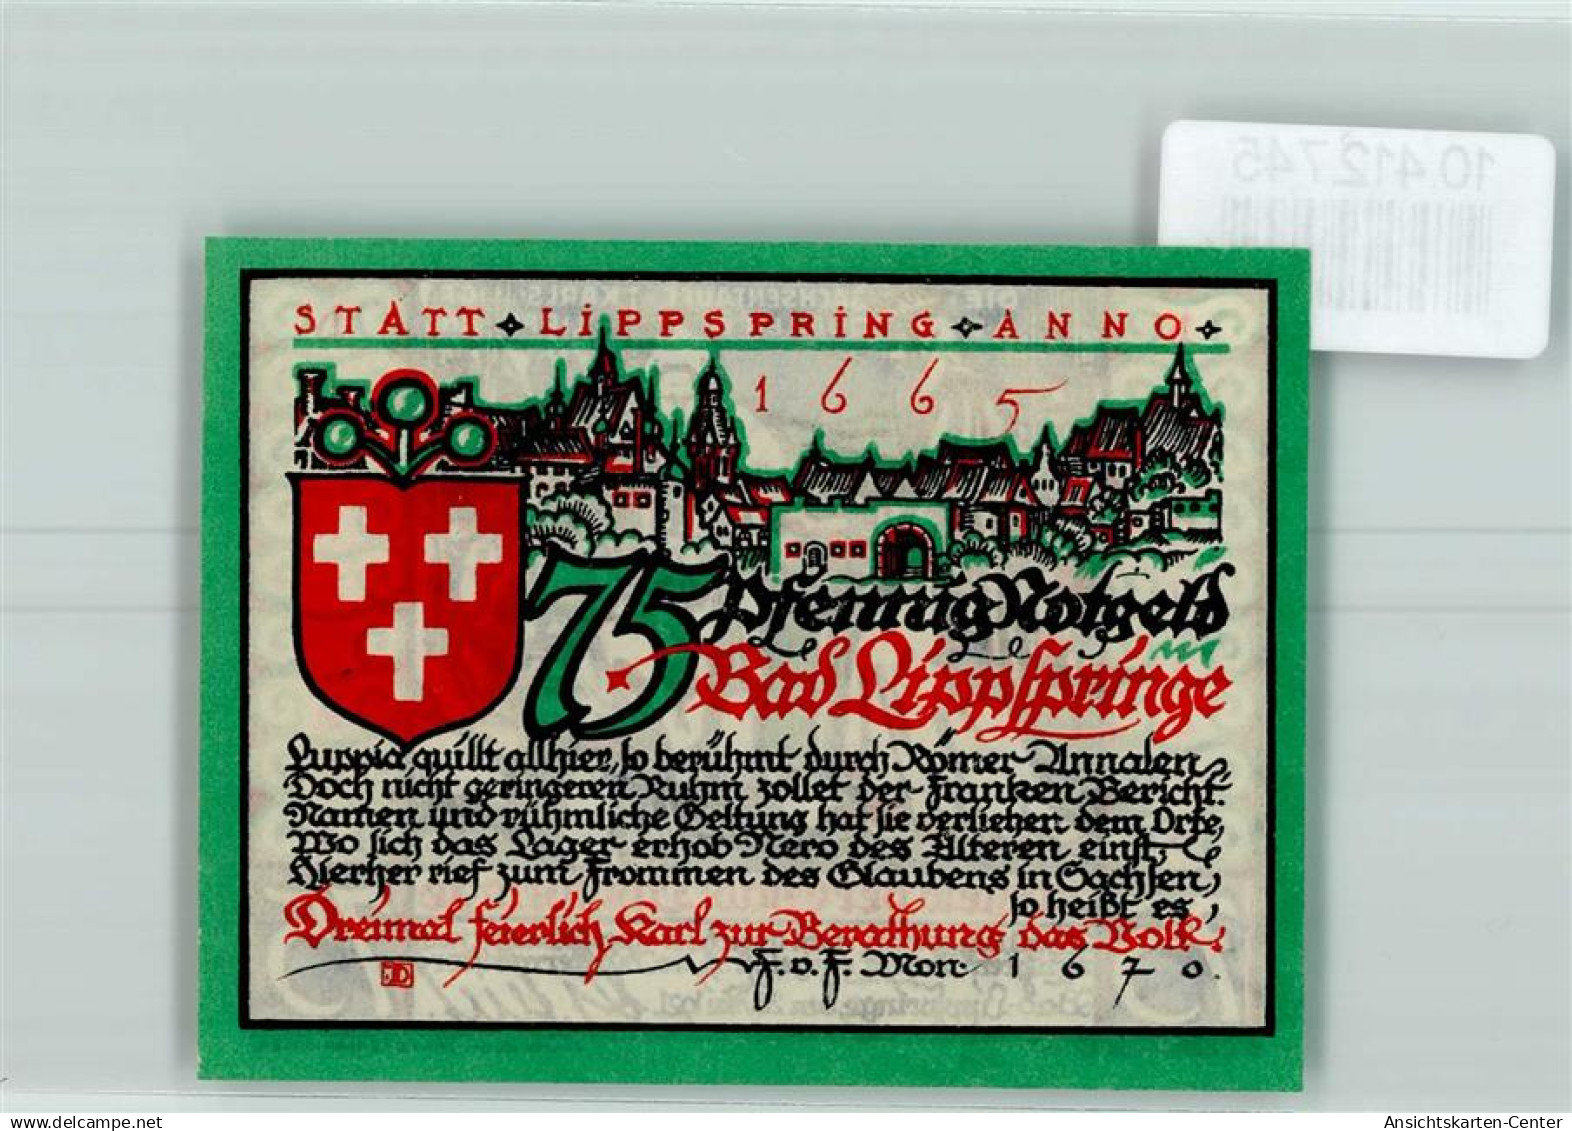 10.412.745
STATT LIPPSPRING ANNO
1665
75 Pfennig Notgeld
Bad Lippspringe
Luppia quillt allhier, so berühmt durch Römer Annalen
Doch nicht geringeren Ruhm zollet der Franken Bericht.
Namen und rühmliche Geltung hat sie verliehen dem Orte,
Wo sich das Lager erhob Nero des Älteren einst,
Hierher rief zum Frommen des Glaubens in Sachsen,
so heißt es,
Dreimal feierlich Karl zur Berathung das Volk.
JD F. v. F. Mon. 1670.
delcampe.net
Ansichtskarten-Center